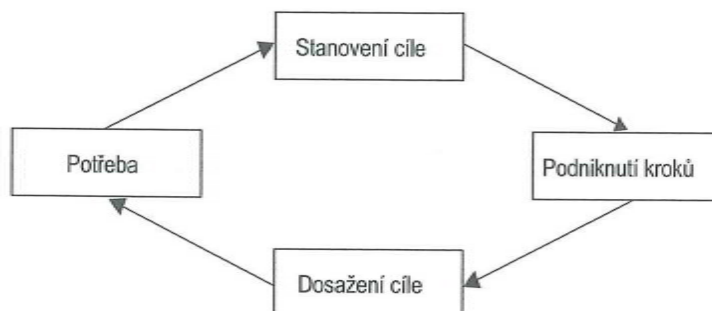 Stanovení cíle
Potřeba
Podniknutí kroků
Dosažení cíle